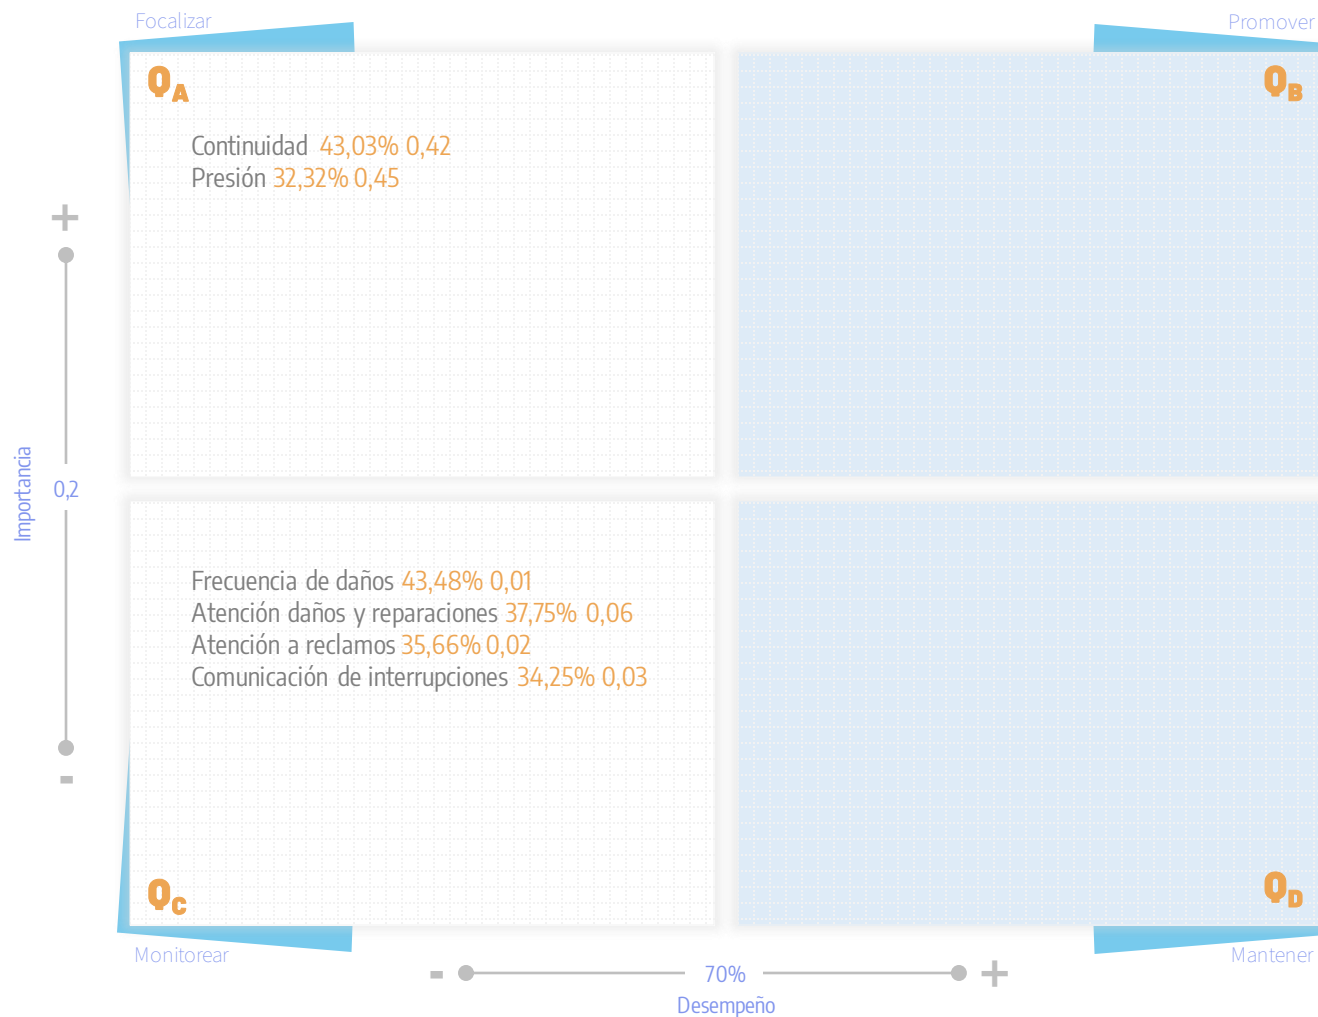 Focalizar
Promover
QA
QB
Continuidad 43,03% 0,42
Presión 32,32% 0,45
+
0,2
Importancia
Frecuencia de daños 43,48% 0,01
Atención daños y reparaciones 37,75% 0,06
Atención a reclamos 35,66% 0,02
Comunicación de interrupciones 34,25% 0,03
-
QC
QD
Monitorear
Mantener
- 70% +
Desempeño